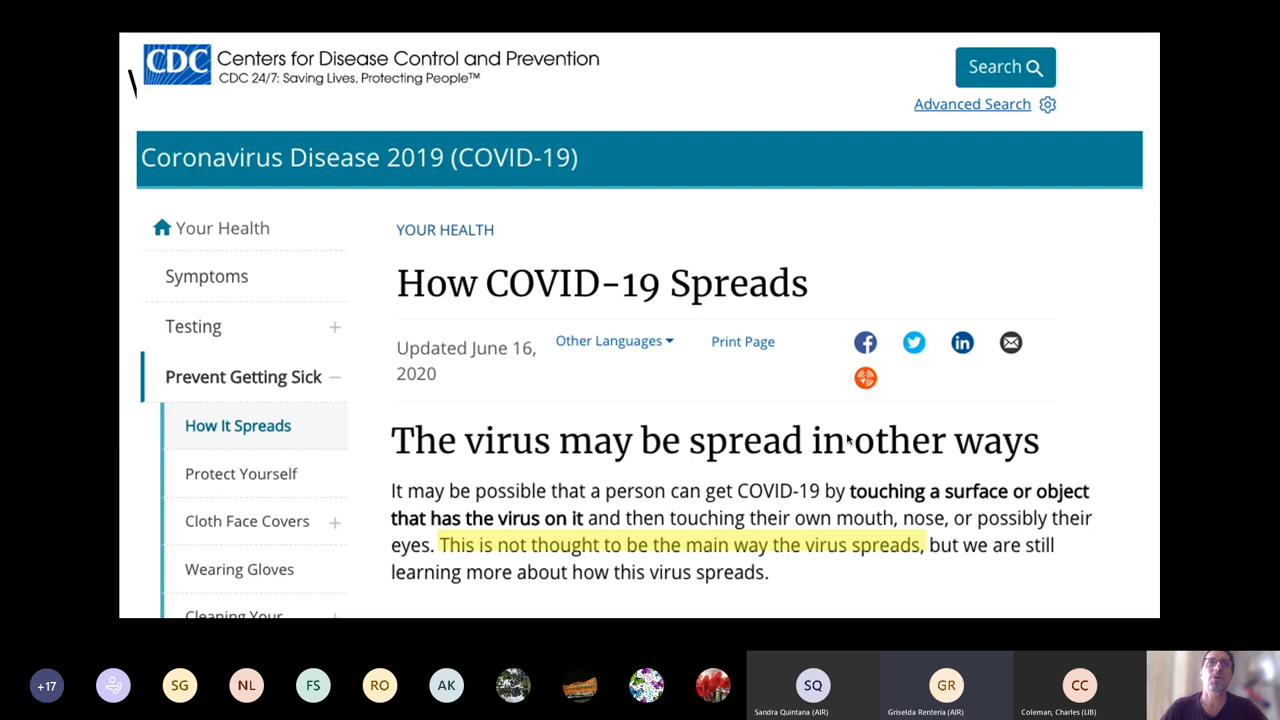 CDC Centers for Disease Control and Prevention
CDC 24/7: Saving Lives, Protecting People™
Search
Advanced Search
Coronavirus Disease 2019 (COVID-19)
Your Health
Symptoms
Testing +
Prevent Getting Sick –
How It Spreads
Protect Yourself
Cloth Face Covers +
Wearing Gloves
Cleaning Your +
YOUR HEALTH
How COVID-19 Spreads
Updated June 16,
2020
Other Languages
Print Page
The virus may be spread in other ways
It may be possible that a person can get COVID-19 by touching a surface or object
that has the virus on it and then touching their own mouth, nose, or possibly their
eyes. This is not thought to be the main way the virus spreads, but we are still
learning more about how this virus spreads.
+17
SG
NL
FS
RO
AK
SQ
Sandra Quintana (AIR)
GR
Griselda Renteria (AIR)
CC
Coleman, Charles (LIB)